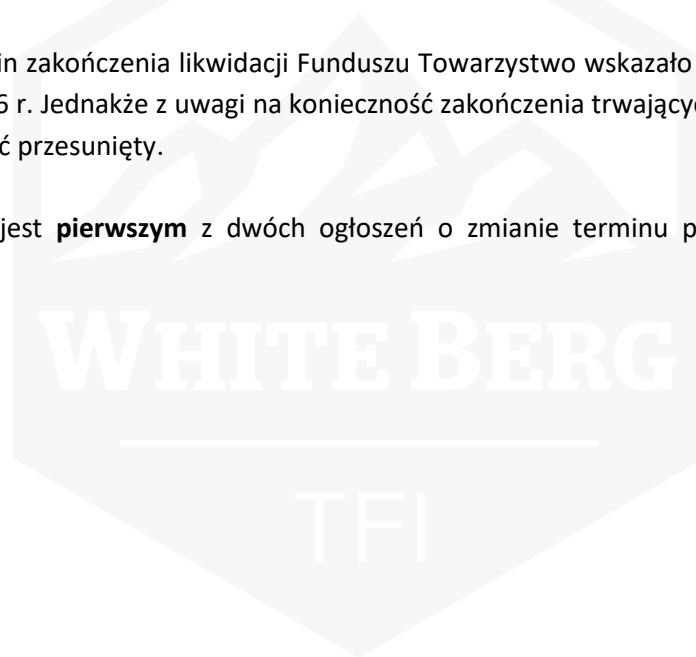 in zakończenia likwidacji Funduszu Towarzystwo wskazało
6 r. Jednakże z uwagi na konieczność zakończenia trwający
ć przesunięty.
jest pierwszym z dwóch ogłoszeń o zmianie terminu p
WHITE BERG
TFI